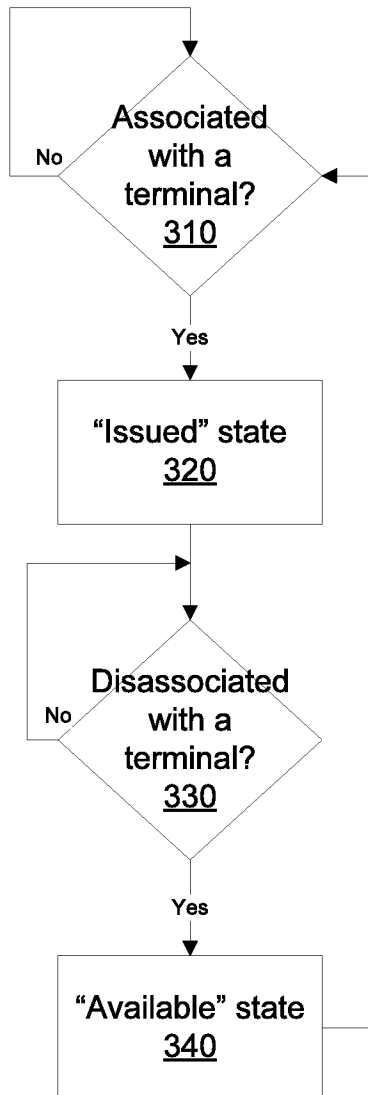 Associated
with a
terminal?
310
No
Yes
“Issued” state
320
Disassociated
with a
terminal?
330
No
Yes
“Available” state
340